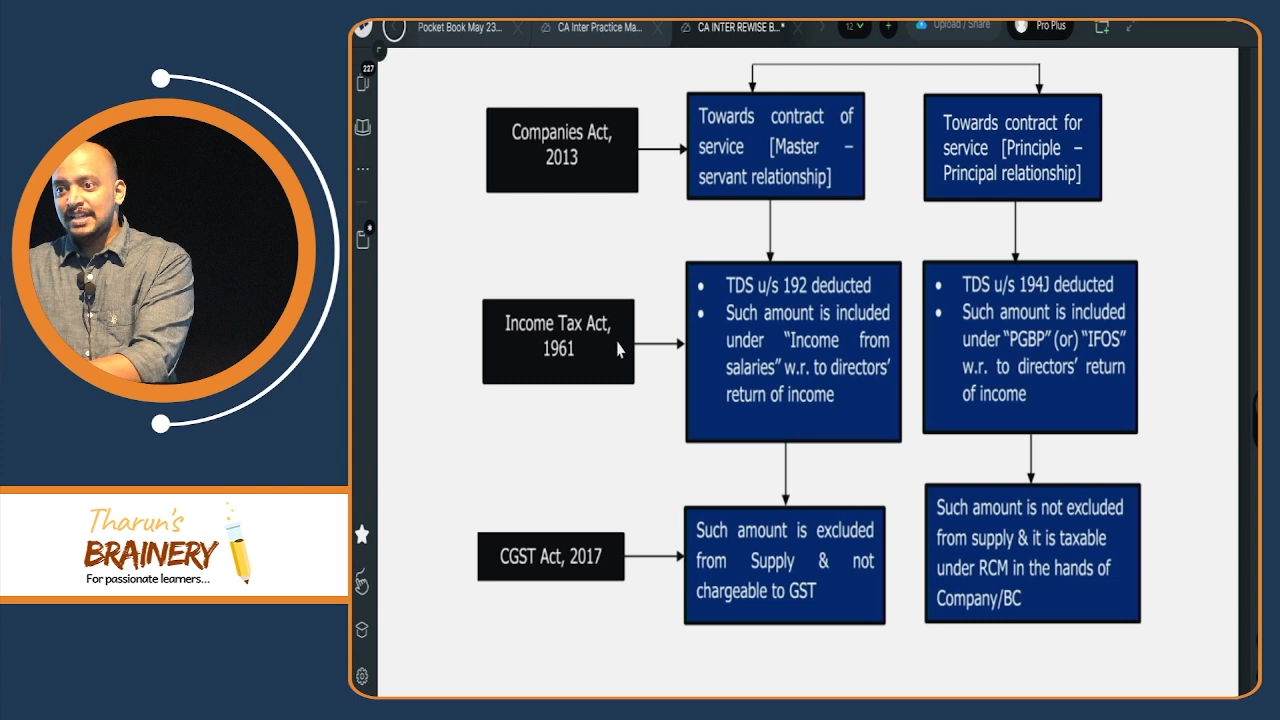 Pocket Book May 23...
CA Inter Practice Ma...
CA INTER REWISE B...*
12
Upload / Share
Pro Plus
227
Companies Act,
2013
Towards contract of
service [Master –
servant relationship]
Towards contract for
service [Principle –
Principal relationship]
Income Tax Act,
1961
• TDS u/s 192 deducted
• Such amount is included
under “Income from
salaries” w.r. to directors’
return of income
• TDS u/s 194J deducted
• Such amount is included
under “PGBP” (or) “IFOS”
w.r. to directors’ return
of income
CGST Act, 2017
Such amount is excluded
from Supply & not
chargeable to GST
Such amount is not excluded
from supply & it is taxable
under RCM in the hands of
Company/BC
Tharun's
BRAINERY
For passionate learners...